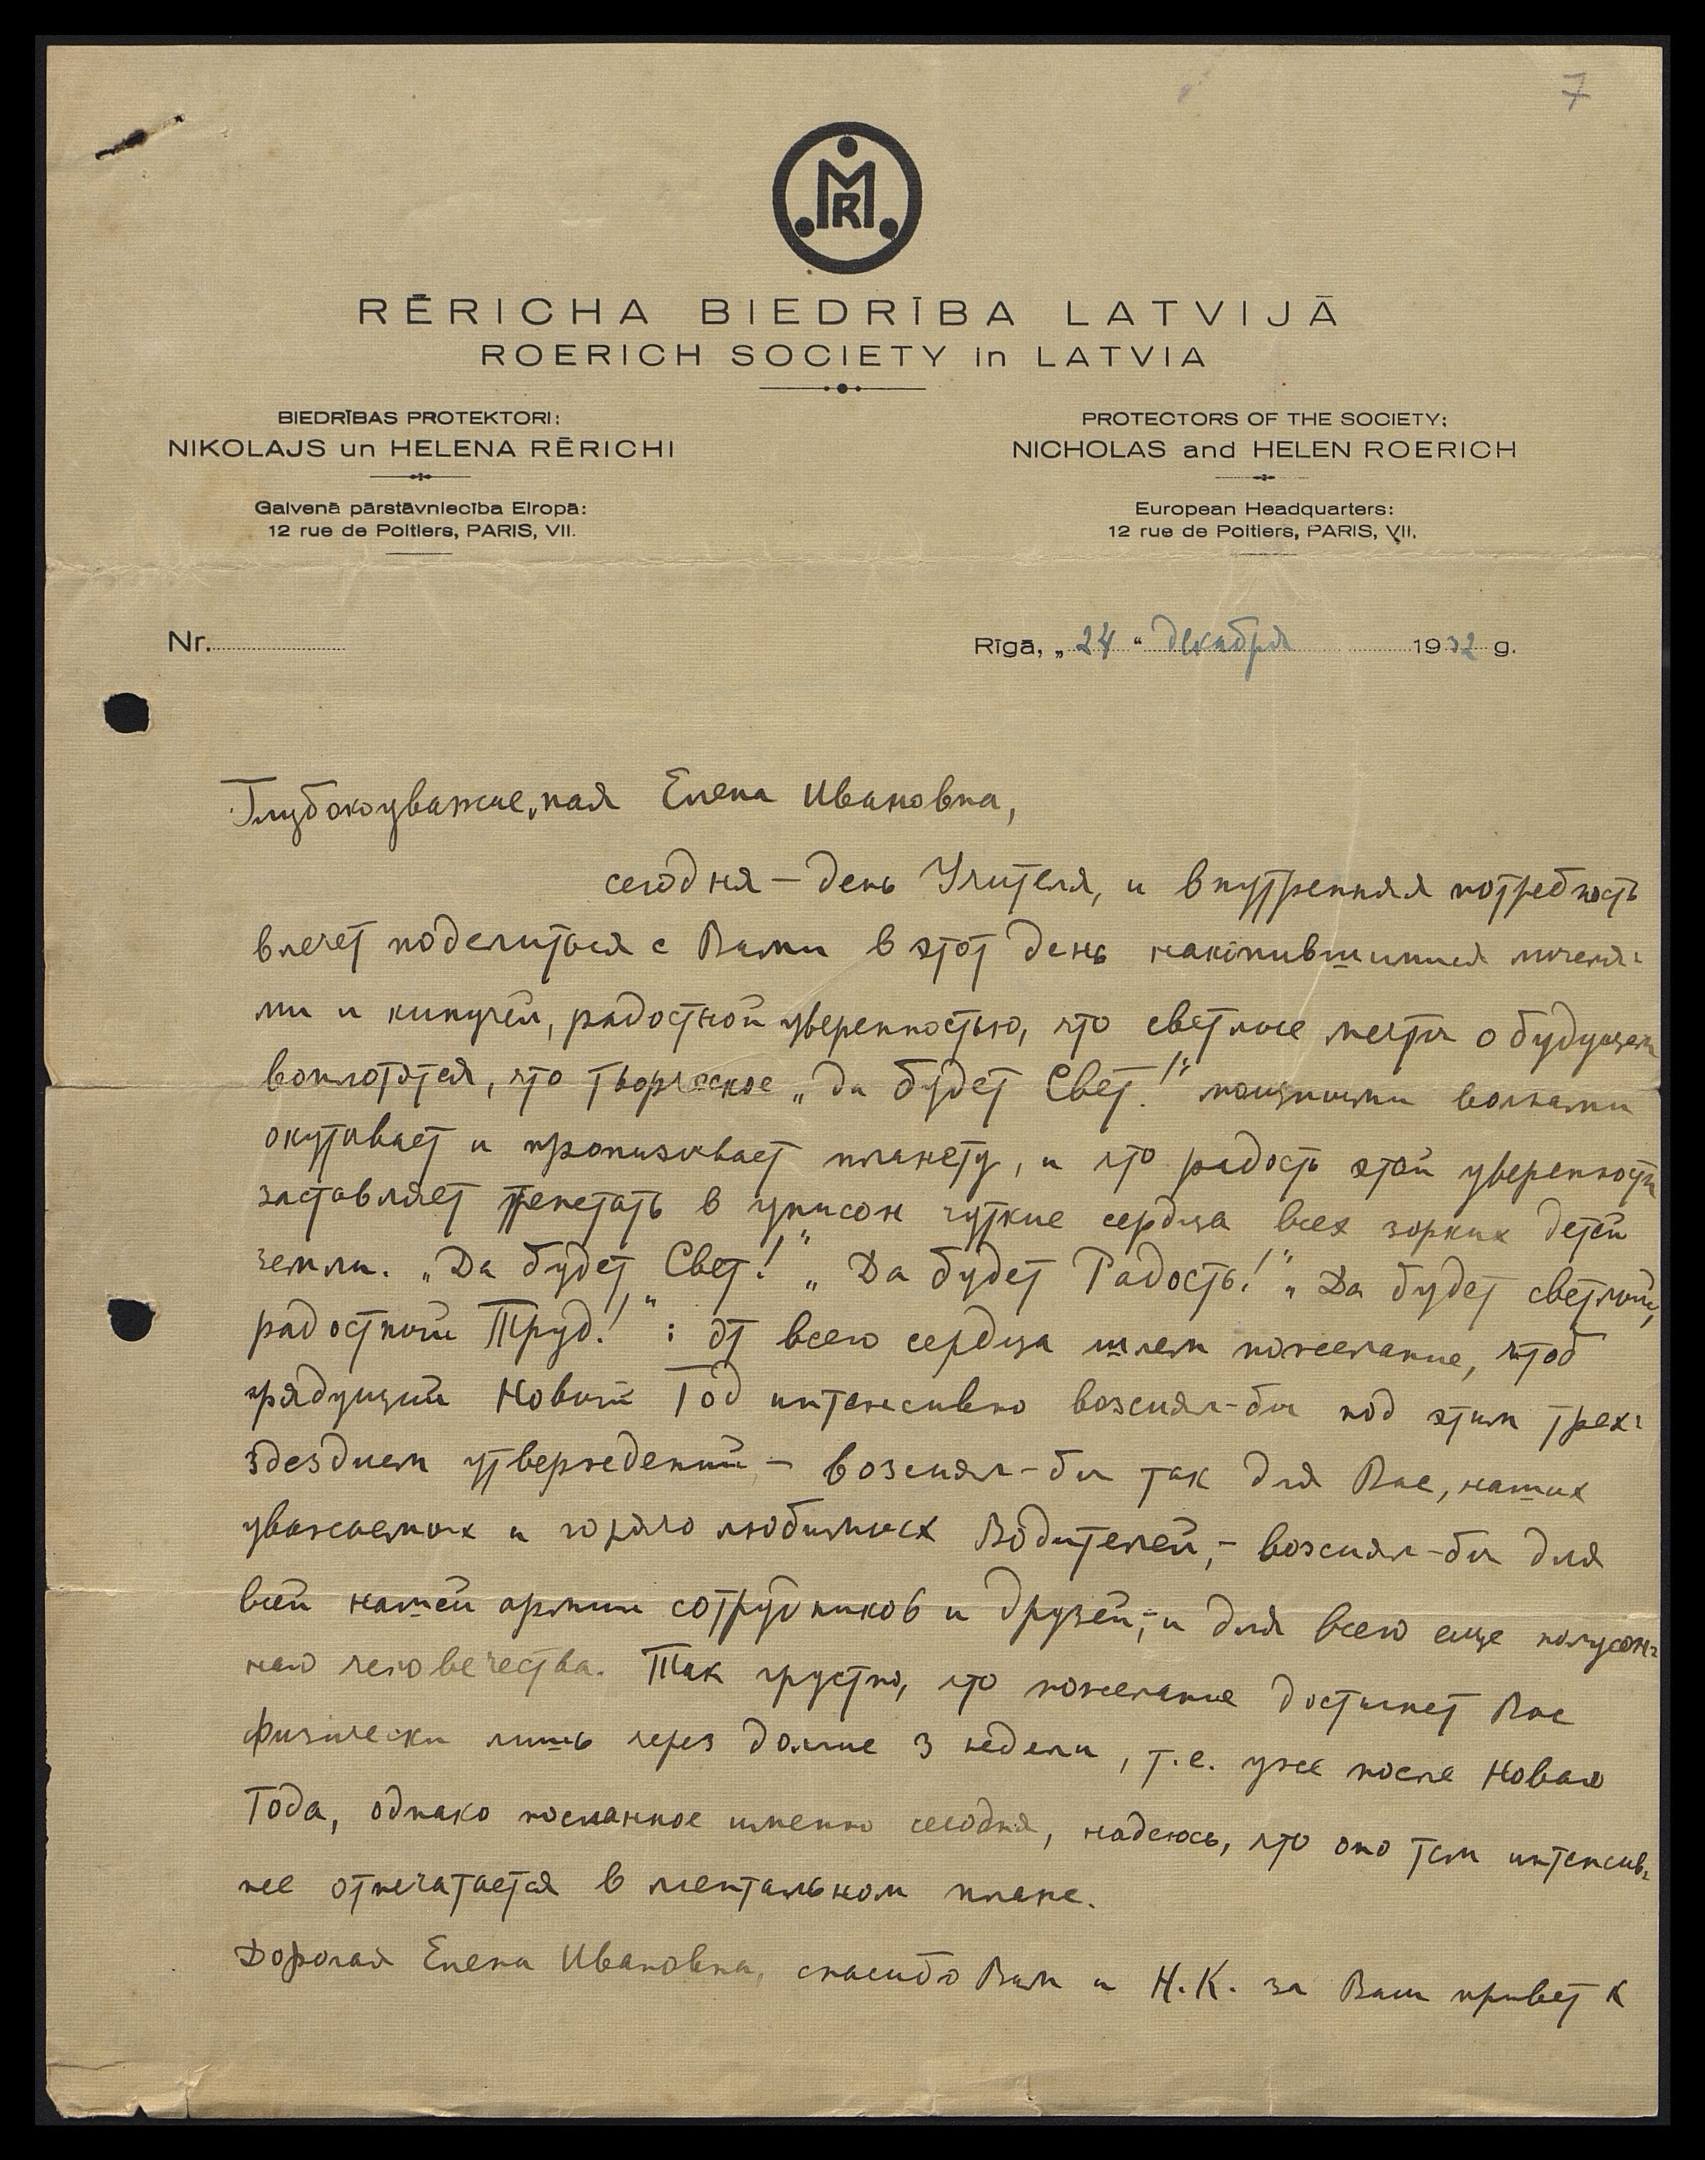 7
MR
RĒRICHA BIEDRĪBA LATVIJĀ
ROERICH SOCIETY in LATVIA
BIEDRĪBAS PROTEKTORI:
NIKOLAJS un HELENA RĒRICHI
Galvenā pārstāvniecība Eiropā:
12 rue de Poitiers, PARIS, VII.
PROTECTORS OF THE SOCIETY:
NICHOLAS and HELEN ROERICH
European Headquarters:
12 rue de Poitiers, PARIS, VII.
Nr.
Rīgā, „24“ декабря 1932 g.
Глубокоуважаемая Елена Ивановна,
сегодня – день Учителя, и внутренняя потребность
влечет поделиться с Вами в этот день накопившимися мыслями
ми и кипучей, радостной уверенностью, что светлые мечты о будущем
воплотятся, что творческое „да будет Свет!“ мощными волнами
окутывает и пронизывает планету, и что радость этой уверенности
заставляет трепетать в унисон чуткие сердца всех зорких детей
земли. „Да будет Свет!“ „Да будет Радость!“ „Да будет светлый,
радостный Труд!“: от всего сердца шлем пожелание, чтоб
грядущий Новый Год интенсивно возсиял-бы под этим трех-
здездием утверждений – возсиял-бы так для Вас, наших
уважаемых и горячо любимых Водителей, – возсиял-бы для
всей нашей армии сотрудников и друзей, – и для всего еще полусон-
ного человечества. Так грустно, что пожелание достигнет Вас
физически лишь через долгие 3 недели, т.е. уже после Нового
Года, однако посланное именно сегодня, надеюсь, что оно тем интенсив-
нее отпечатается в ментальном плане.
Дорогая Елена Ивановна, спасибо Вам и Н.К. за Ваш привет к